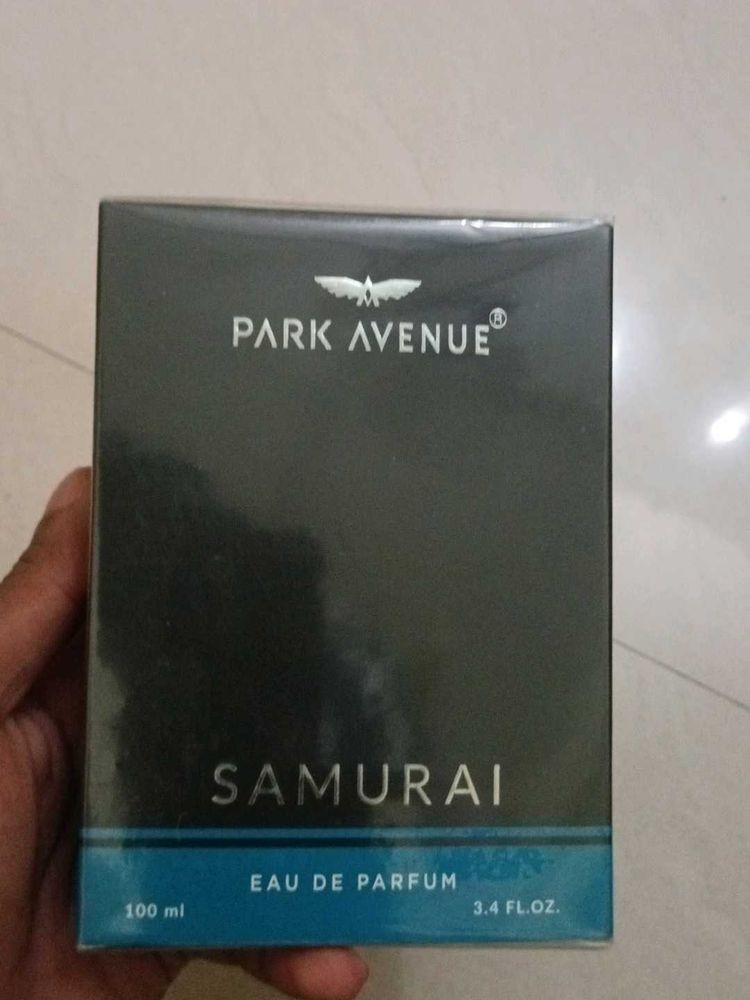 PARK AVENUE®
SAMURAI
EAU DE PARFUM
100 ml
3.4 FL.OZ.